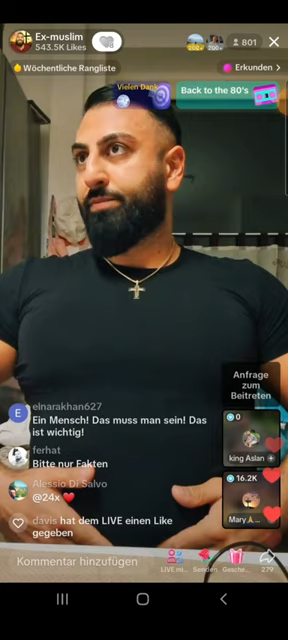 Ex-muslim
543.5K Likes
801
Wöchentliche Rangliste
Erkunden >
Vielen Dank
Back to the 80's
Anfrage
zum
Beitreten
0
king Aslan
16.2K
Mary
elnarakhan627
Ein Mensch! Das muss man sein! Das
ist wichtig!
ferhat
Bitte nur Fakten
Alessio Di Salvo
@24x ❤️
davis hat dem LIVE einen Like
gegeben
Kommentar hinzufügen
LIVE mi...
Senden
Gesche...
279